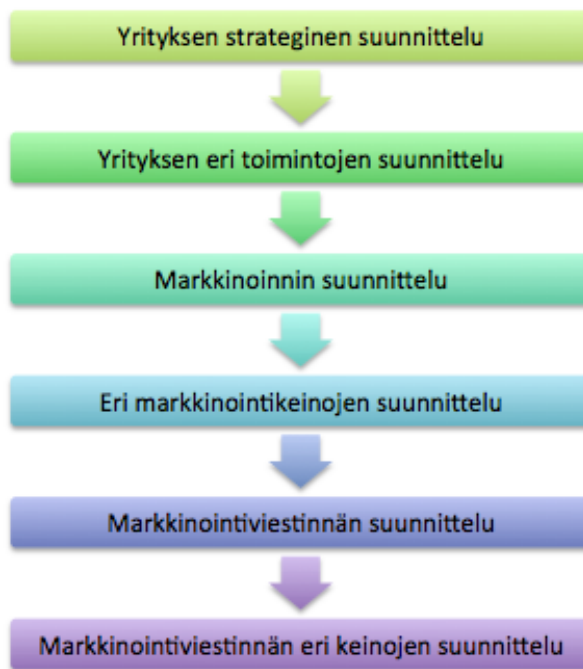 Yrityksen strateginen suunnittelu
Yrityksen eri toimintojen suunnittelu
Markkinoinnin suunnittelu
Eri markkinointikeinojen suunnittelu
Markkinointiviestinnän suunnittelu
Markkinointiviestinnän eri keinojen suunnittelu